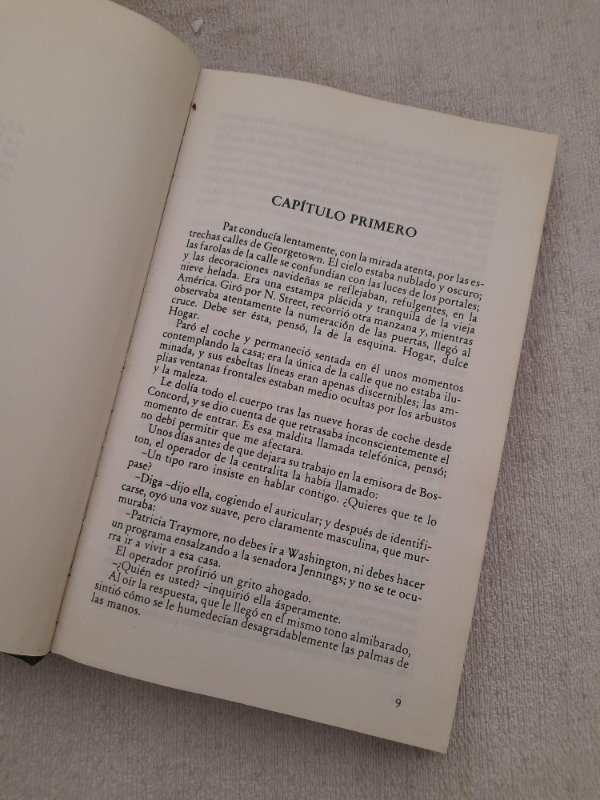 CAPÍTULO PRIMERO
Pat conducía lentamente, con la mirada atenta, por las es-
trechas calles de Georgetown. El cielo estaba nublado y oscuro;
las farolas de la calle se confundían con las luces de los portales;
y las decoraciones navideñas se reflejaban, refulgentes, en la
nieve helada. Era una estampa plácida y tranquila de la vieja
América. Giró por N. Street, recorrió otra manzana y, mientras
observaba atentamente la numeración de las puertas, llegó al
cruce. Debe ser ésta, pensó, la de la esquina. Hogar, dulce
Hogar.
Paró el coche y permaneció sentada en él unos momentos
contemplando la casa; era la única de la calle que no estaba ilu-
minada, y sus esbeltas líneas eran apenas discernibles; las am-
plias ventanas frontales estaban medio ocultas por los arbustos
y la maleza.
Le dolía todo el cuerpo tras las nueve horas de coche desde
Concord, y se dio cuenta de que retrasaba inconscientemente el
momento de entrar. Es esa maldita llamada telefónica, pensó;
no debí permitir que me afectara.
Unos días antes de que dejara su trabajo en la emisora de Bos-
ton, el operador de la centralita la había llamado:
–Un tipo raro insiste en hablar contigo. ¿Quieres que te lo
pase?
–Diga –dijo ella, cogiendo el auricular; y después de identifi-
carse, oyó una voz suave, pero claramente masculina, que mur-
muraba:
–Patricia Traymore, no debes ir a Washington, ni debes hacer
un programa ensalzando a la senadora Jennings; y no se te ocu-
rra ir a vivir a esa casa.
El operador profirió un grito ahogado.
–¿Quién es usted? –inquirió ella ásperamente.
Al oír la respuesta, que le llegó en el mismo tono almibarado,
sintió cómo se le humedecían desagradablemente las palmas de
las manos.
9